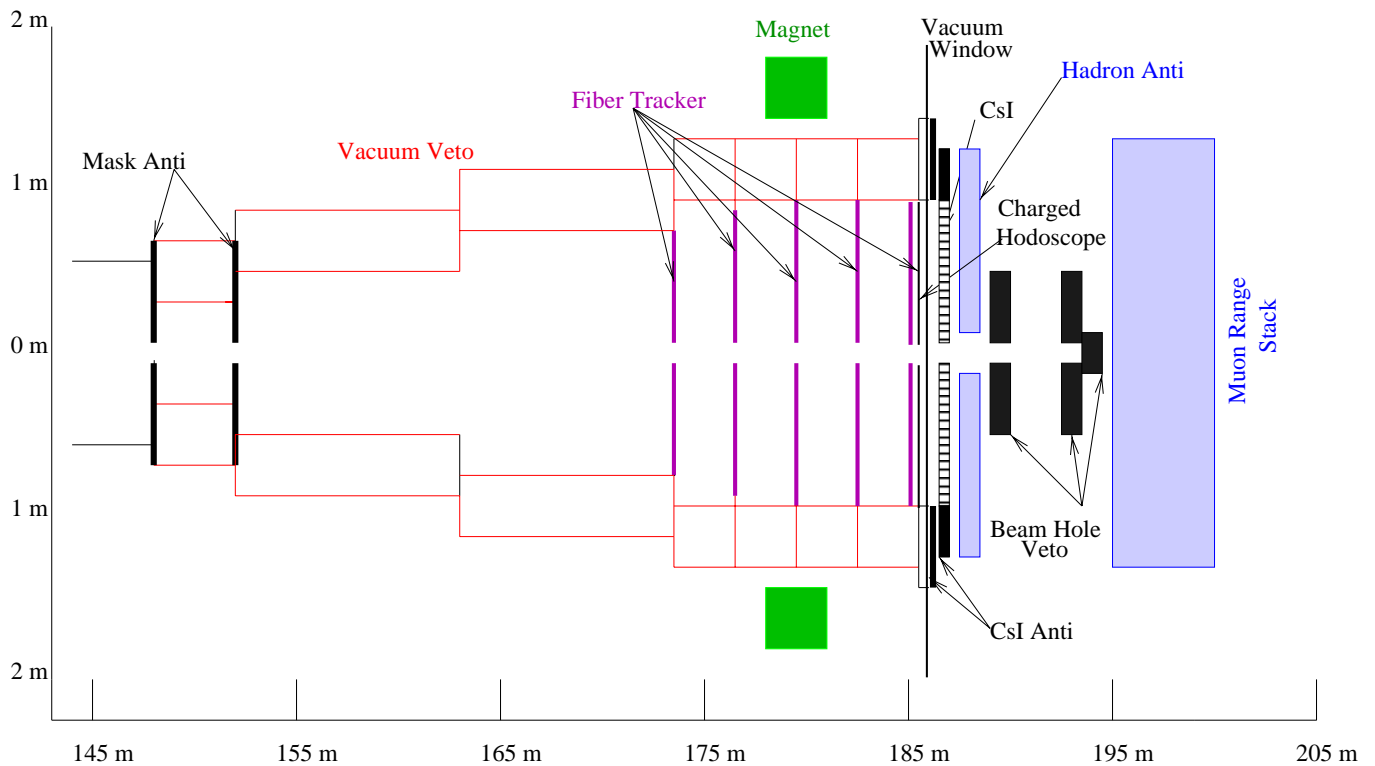 2 m
Magnet
Vacuum
Window
Hadron Anti
Fiber Tracker
CsI
Vacuum Veto
Mask Anti
1 m
Charged
Hodoscope
0 m
Muon Range
Stack
1 m
Beam Hole
Veto
CsI Anti
2 m
145 m
155 m
165 m
175 m
185 m
195 m
205 m